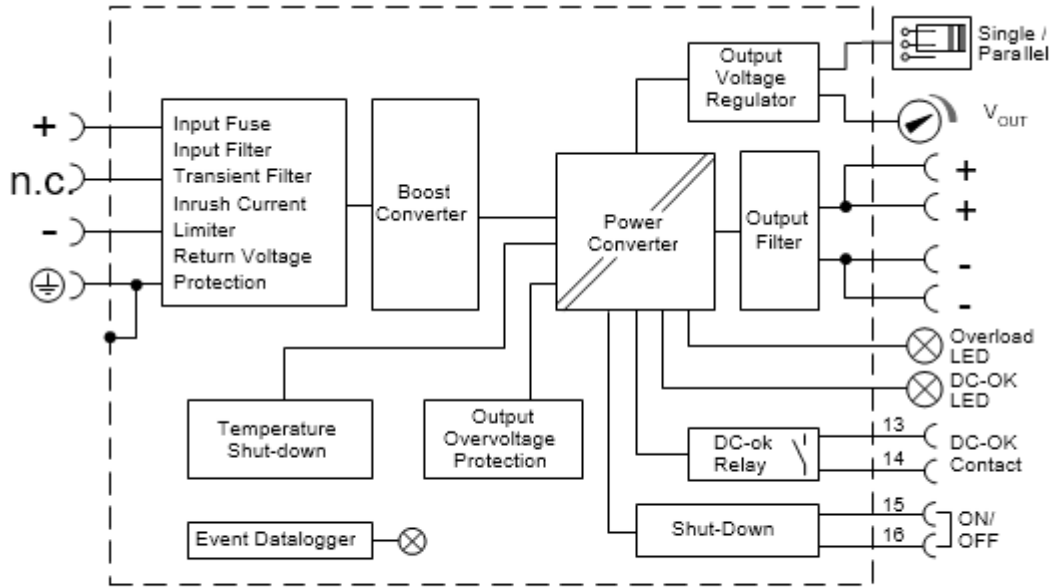 Single /
Parallel
Output
Voltage
Regulator
V_OUT
+
n.c.
-
Input Fuse
Input Filter
Transient Filter
Inrush Current
Limiter
Return Voltage
Protection
Boost
Converter
Power
Converter
Output
Filter
+
+
-
-
Overload
LED
DC-OK
LED
Temperature
Shut-down
Output
Overvoltage
Protection
DC-ok
Relay
13
14
DC-OK
Contact
Event Datalogger
Shut-Down
15
16
ON/
OFF